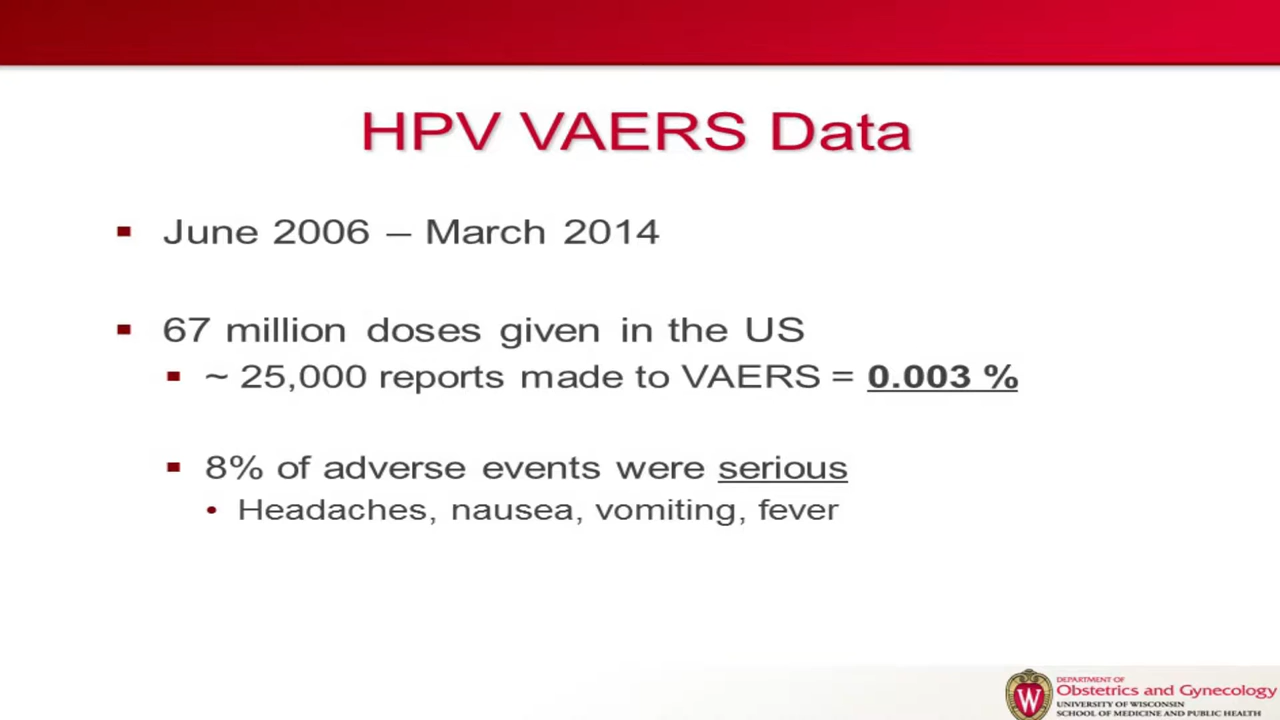 HPV VAERS Data
June 2006 – March 2014
67 million doses given in the US
~ 25,000 reports made to VAERS = 0.003 %
8% of adverse events were serious
Headaches, nausea, vomiting, fever
W
DEPARTMENT OF
Obstetrics and Gynecology
UNIVERSITY OF WISCONSIN
SCHOOL OF MEDICINE AND PUBLIC HEALTH